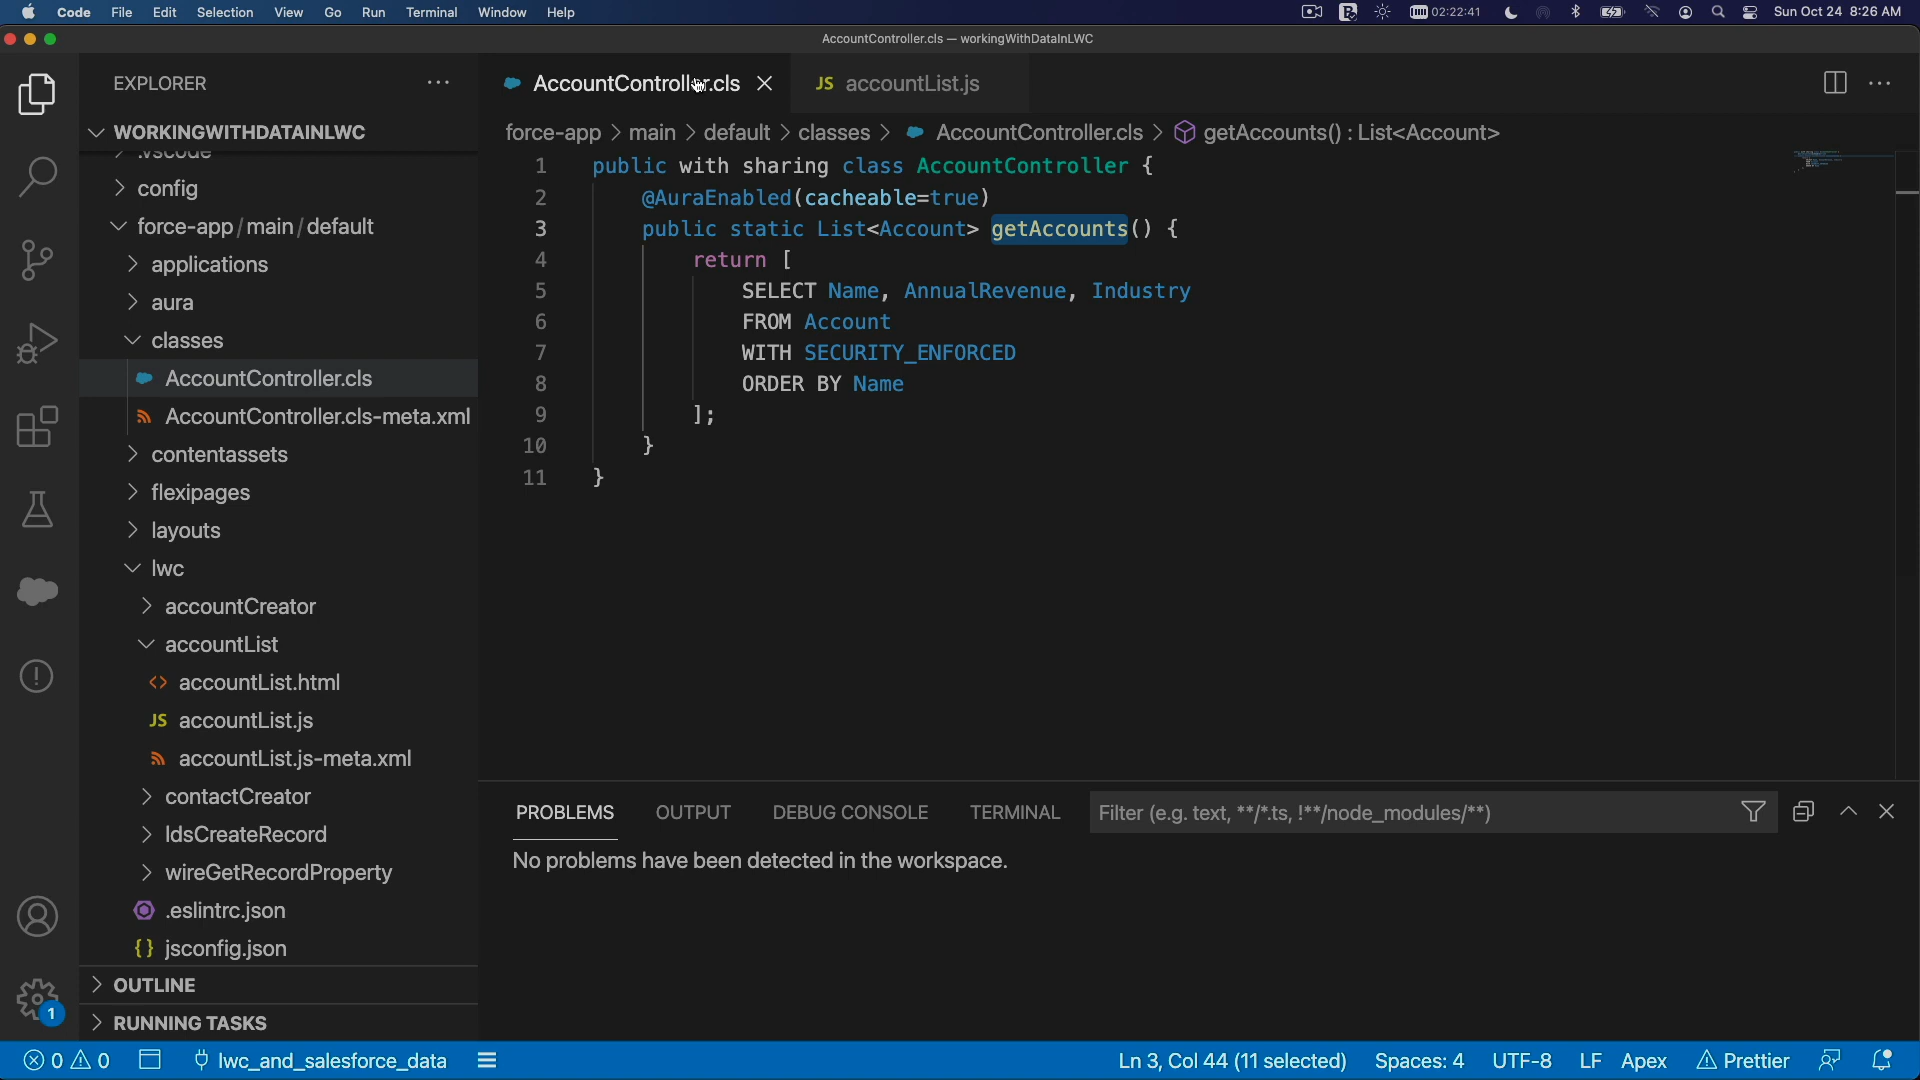 Code File Edit Selection View Go Run Terminal Window Help 02:22:41 Sun Oct 24 8:26 AM
AccountController.cls — workingWithDataInLWC
EXPLORER
AccountController.cls
JS accountList.js
WORKINGWITHDATAINLWC
force-app > main > default > classes > AccountController.cls > getAccounts() : List<Account>
.vscode
config
force-app/main/default
applications
aura
classes
AccountController.cls
AccountController.cls-meta.xml
contentassets
flexipages
layouts
lwc
accountCreator
accountList
<> accountList.html
JS accountList.js
accountList.js-meta.xml
contactCreator
ldsCreateRecord
wireGetRecordProperty
.eslintrc.json
{} jsconfig.json
OUTLINE
RUNNING TASKS
1 public with sharing class AccountController {
2 @AuraEnabled(cacheable=true)
3 public static List<Account> getAccounts() {
4 return [
5 SELECT Name, AnnualRevenue, Industry
6 FROM Account
7 WITH SECURITY_ENFORCED
8 ORDER BY Name
9 ];
10 }
11 }
PROBLEMS OUTPUT DEBUG CONSOLE TERMINAL Filter (e.g. text, **/*.ts, !**/node_modules/**)
No problems have been detected in the workspace.
1
0 0 lwc_and_salesforce_data Ln 3, Col 44 (11 selected) Spaces: 4 UTF-8 LF Apex Prettier